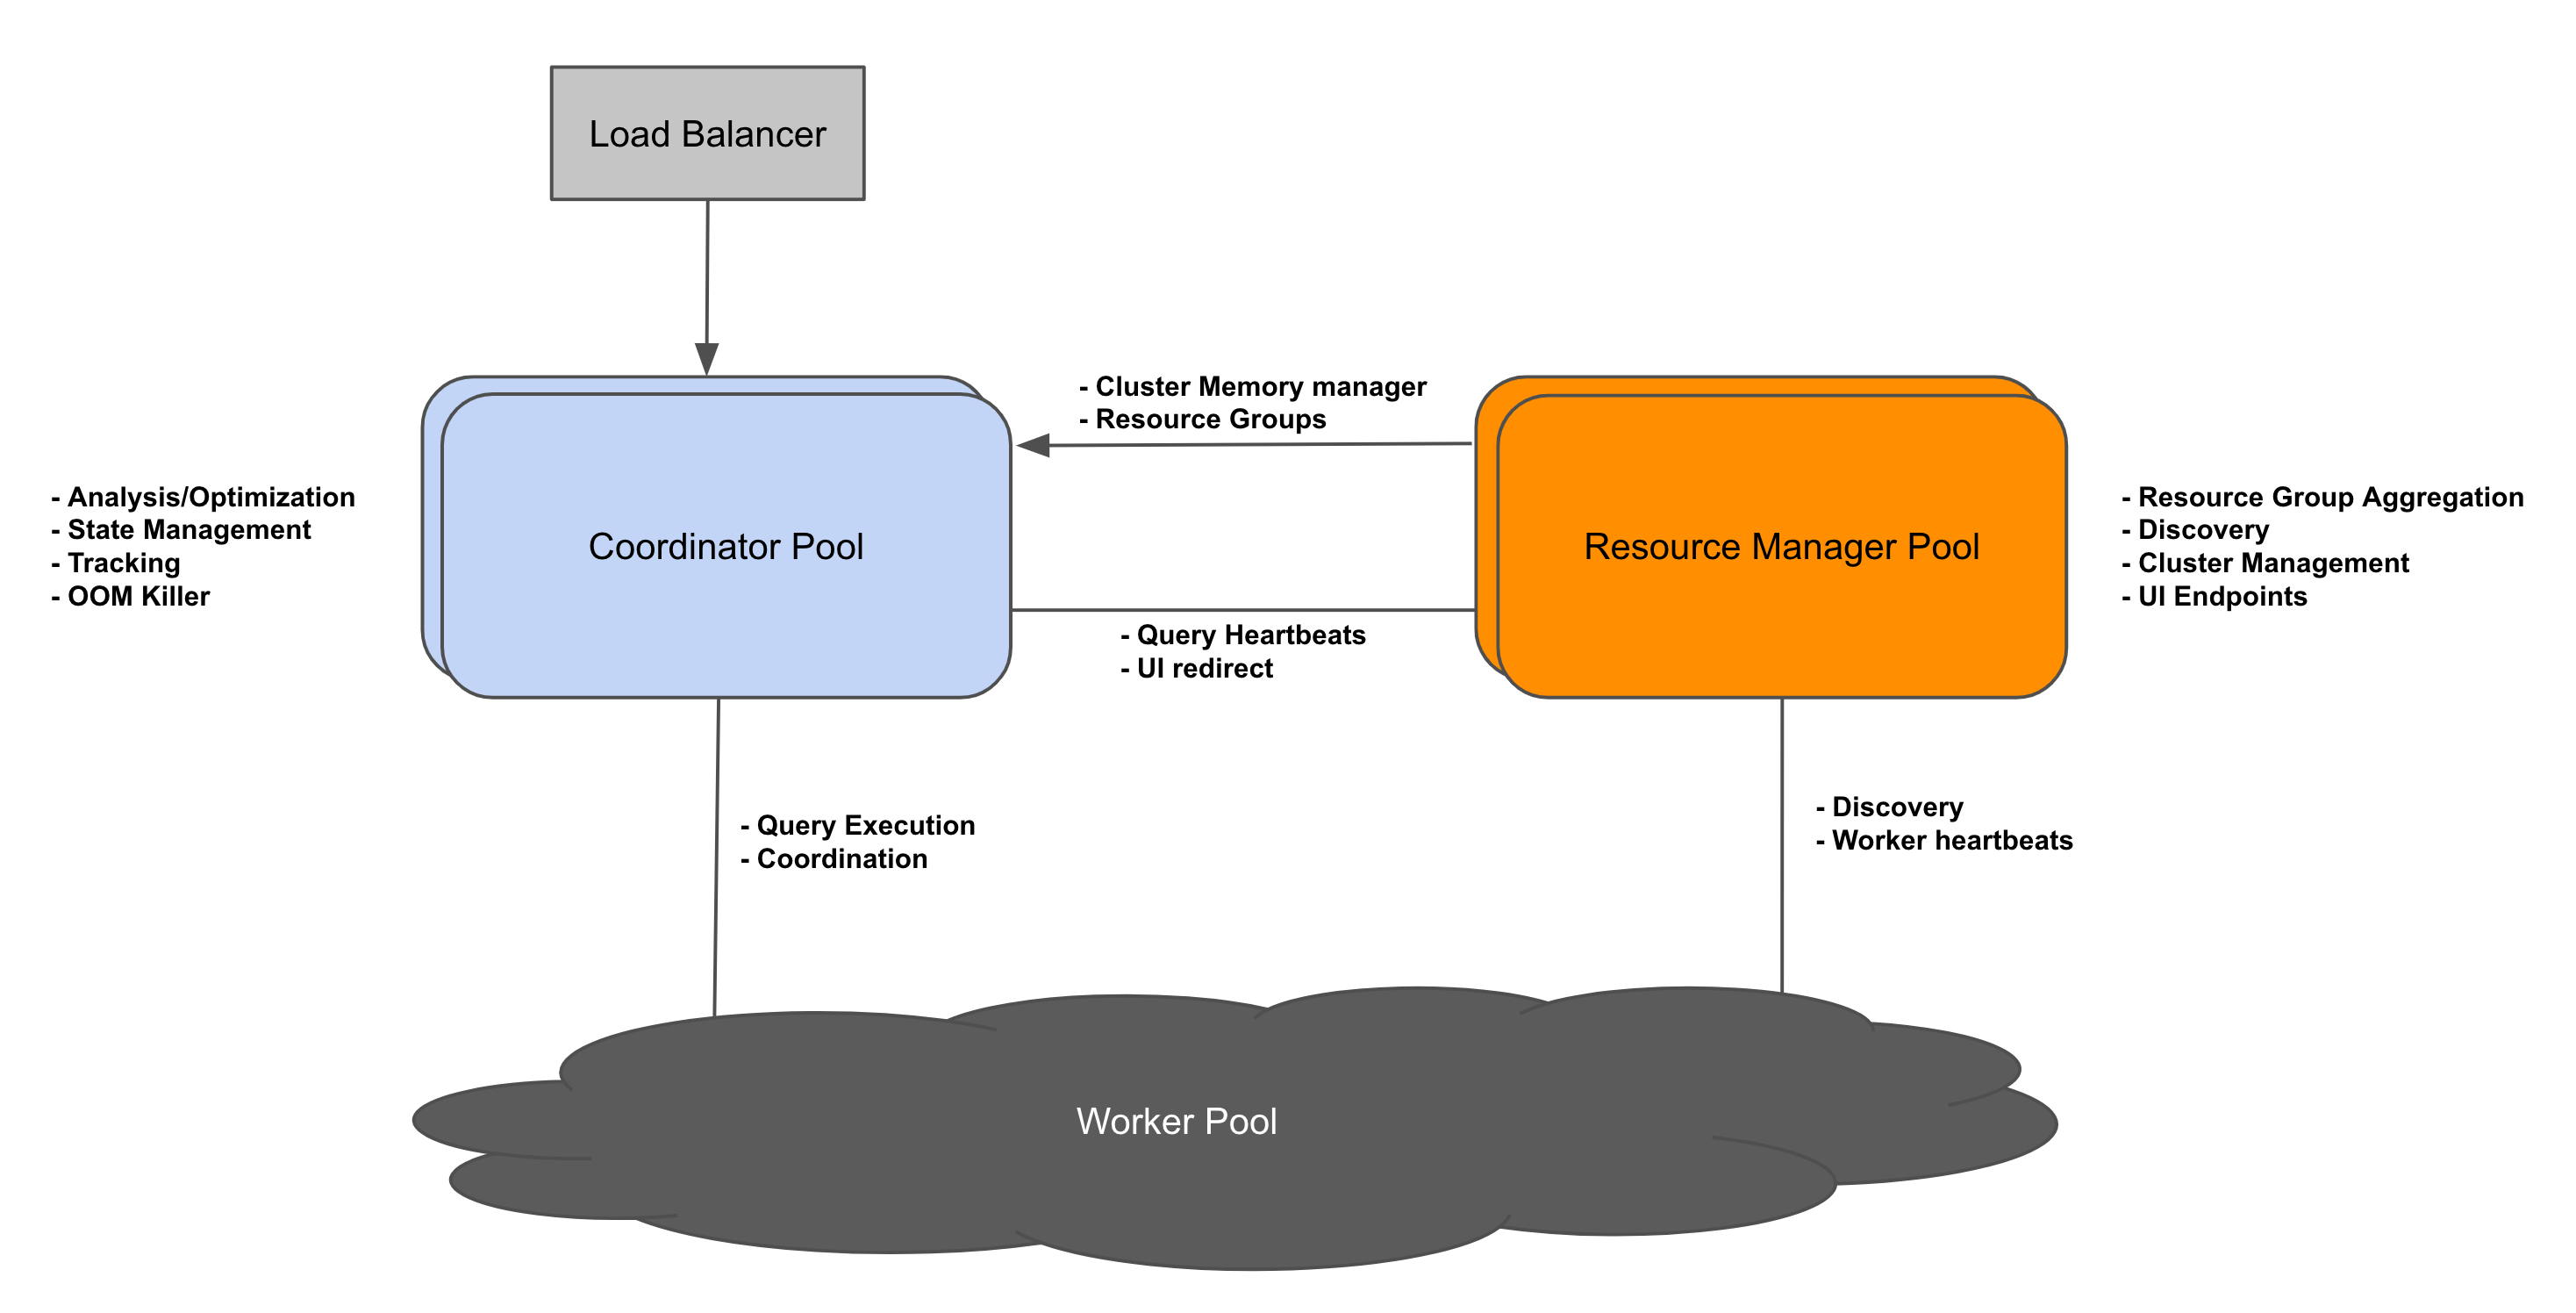 Load Balancer
- Cluster Memory manager
- Resource Groups
- Analysis/Optimization
- State Management
- Tracking
- OOM Killer
Coordinator Pool
Resource Manager Pool
- Resource Group Aggregation
- Discovery
- Cluster Management
- UI Endpoints
- Query Heartbeats
- UI redirect
- Query Execution
- Coordination
- Discovery
- Worker heartbeats
Worker Pool